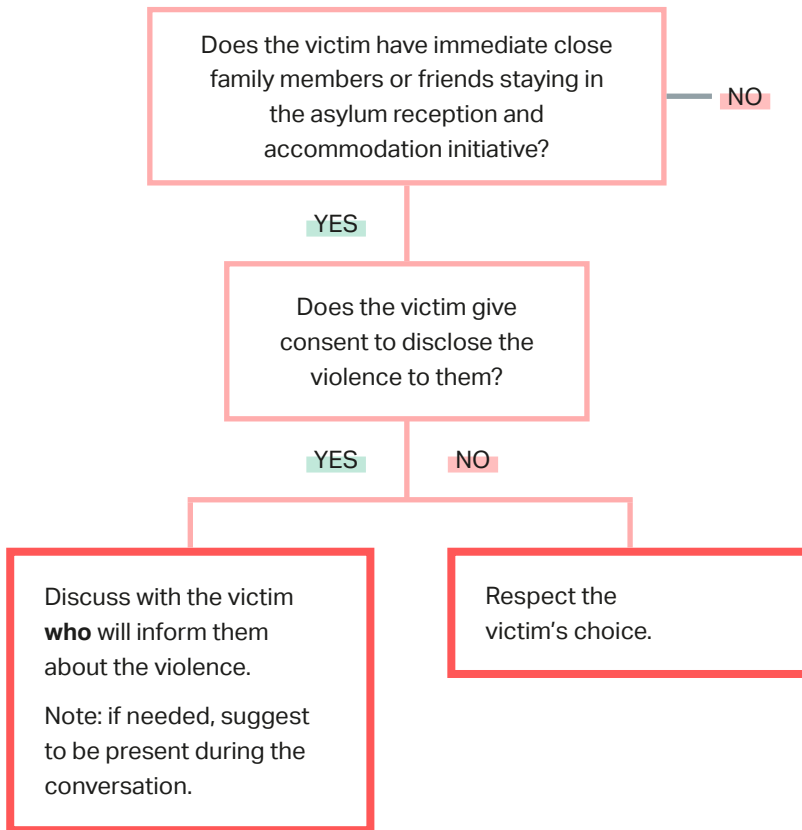 Does the victim have immediate close
family members or friends staying in
the asylum reception and
accommodation initiative?
NO
YES
Does the victim give
consent to disclose the
violence to them?
YES
NO
Discuss with the victim
who will inform them
about the violence.
Note: if needed, suggest
to be present during the
conversation.
Respect the
victim's choice.